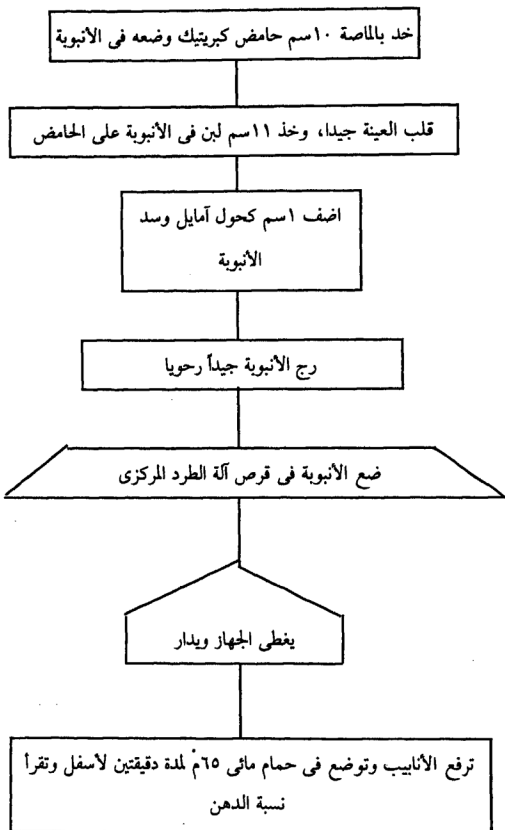 خد بالماصة ١٠سم حامض كبريتيك وضعه فى الأنبوبة
قلب العينة جيدا، وخذ ١١سم لبن فى الأنبوبة على الحامض
اضف ١سم كحول آمايل وسد
الأنبوبة
رج الأنبوبة جيداً رحويا
ضع الأنبوبة فى قرص آلة الطرد المركزى
يغطى الجهاز ويدار
ترفع الأنابيب وتوضع فى حمام مائى ٦٥مْ لمدة دقيقتين لأسفل وتقرأ
نسبة الدهن